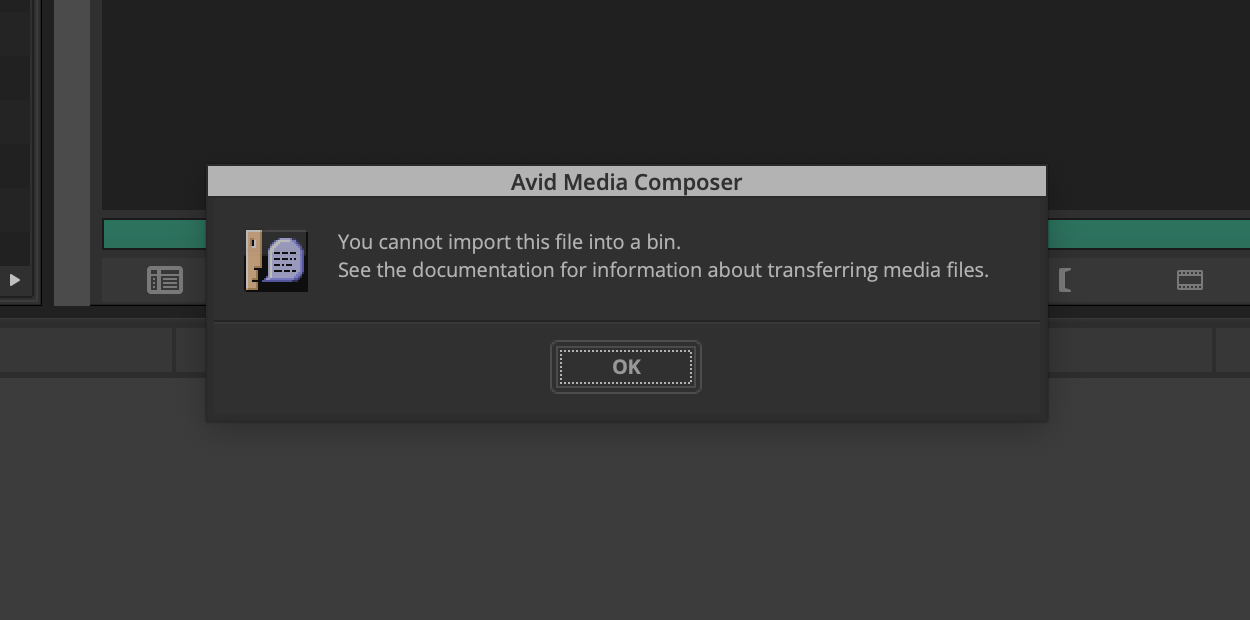 Avid Media Composer
You cannot import this file into a bin.
See the documentation for information about transferring media files.
OK